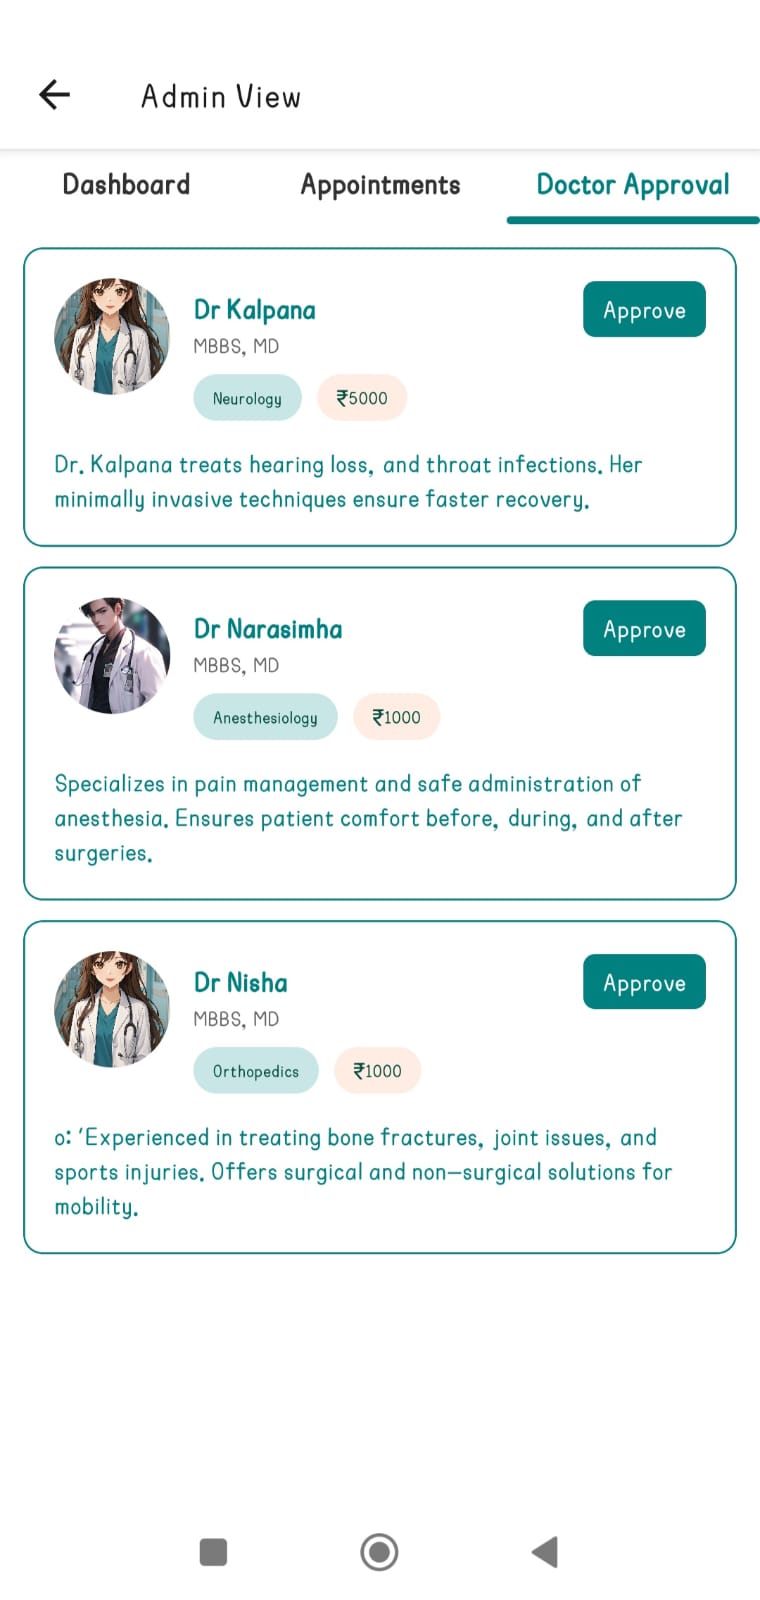 Admin View
Dashboard Appointments Doctor Approval
Dr Kalpana
Approve
MBBS, MD
Neurology ₹5000
Dr. Kalpana treats hearing loss, and throat infections. Her
minimally invasive techniques ensure faster recovery.
Dr Narasimha
Approve
MBBS, MD
Anesthesiology ₹1000
Specializes in pain management and safe administration of
anesthesia. Ensures patient comfort before, during, and after
surgeries.
Dr Nisha
Approve
MBBS, MD
Orthopedics ₹1000
o: 'Experienced in treating bone fractures, joint issues, and
sports injuries. Offers surgical and non-surgical solutions for
mobility.